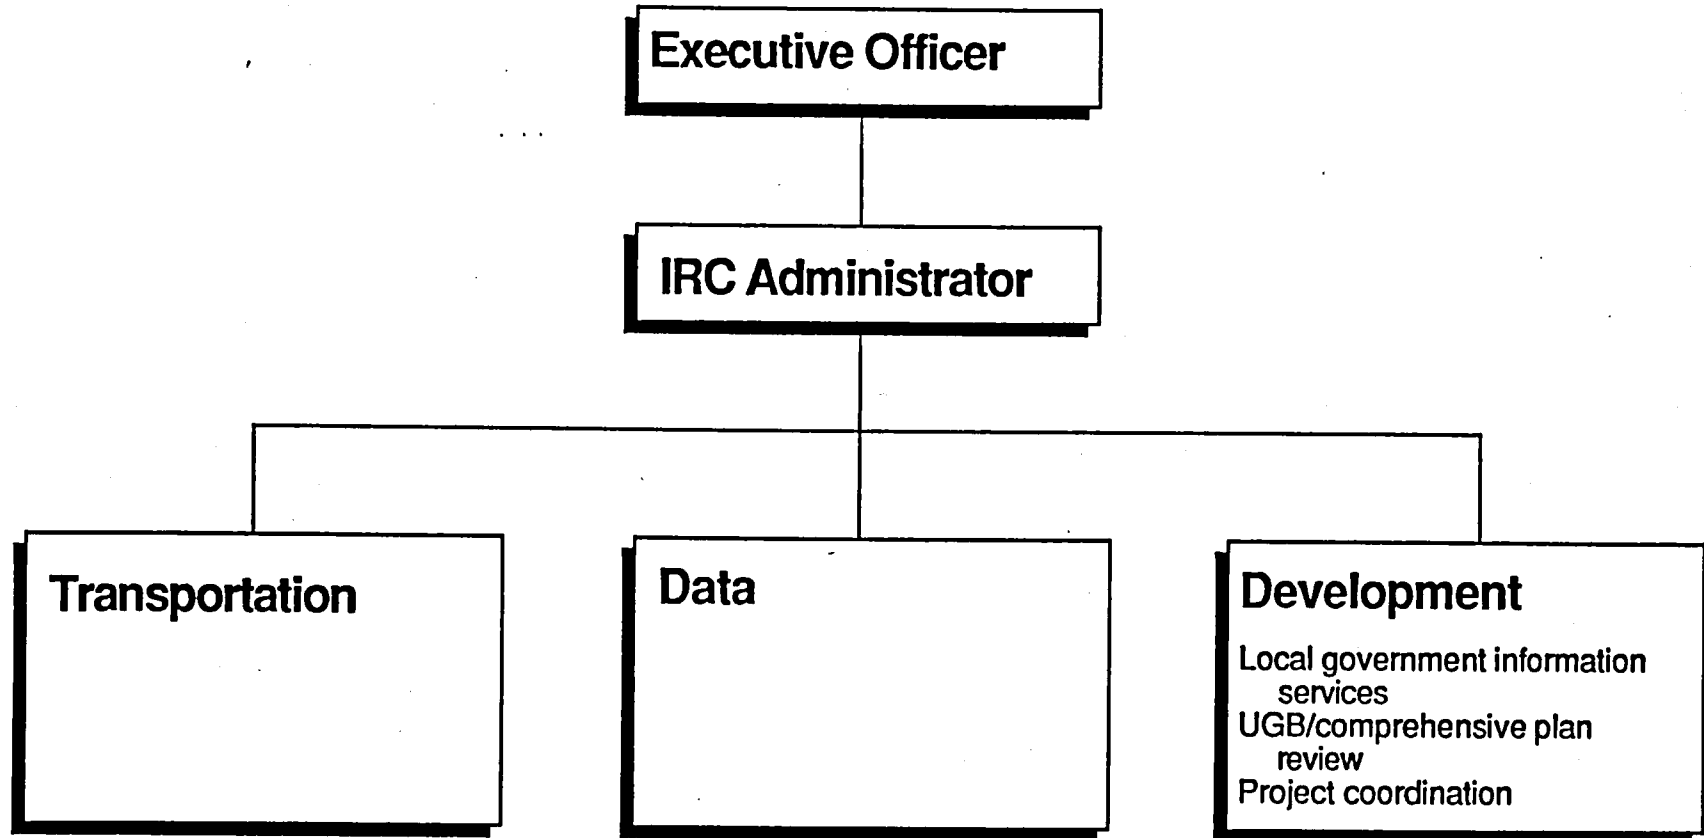 Executive Officer
IRC Administrator
Transportation
Data
Development
Local government information
services
UGB/comprehensive plan
review
Project coordination